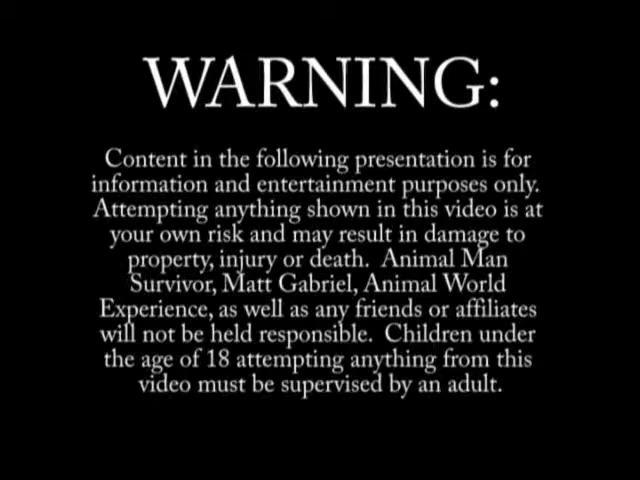 WARNING:
Content in the following presentation is for
information and entertainment purposes only.
Attempting anything shown in this video is at
your own risk and may result in damage to
property, injury or death.  Animal Man
Survivor, Matt Gabriel, Animal World
Experience, as well as any friends or affiliates
will not be held responsible.  Children under
the age of 18 attempting anything from this
video must be supervised by an adult.